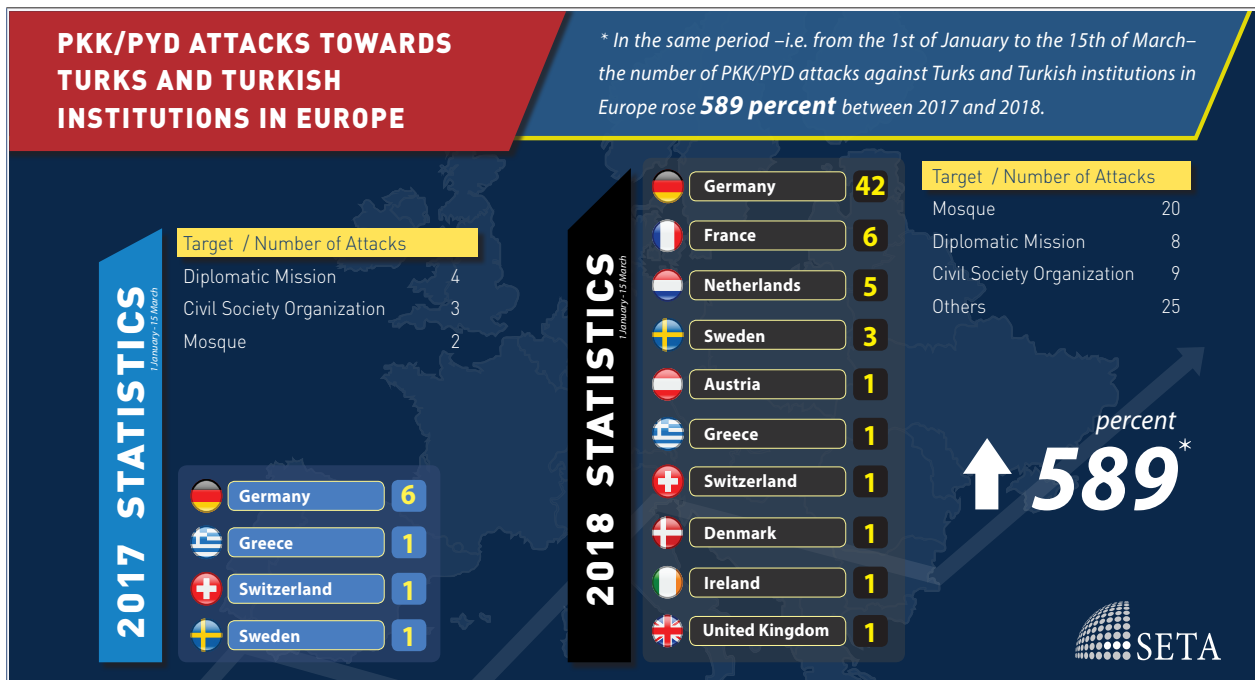 PKK/PYD ATTACKS TOWARDS
TURKS AND TURKISH
INSTITUTIONS IN EUROPE
* In the same period –i.e. from the 1st of January to the 15th of March–
the number of PKK/PYD attacks against Turks and Turkish institutions in
Europe rose 589 percent between 2017 and 2018.
2017 STATISTICS
1 January - 15 March
Target / Number of Attacks
Diplomatic Mission 4
Civil Society Organization 3
Mosque 2
Germany 6
Greece 1
Switzerland 1
Sweden 1
2018 STATISTICS
1 January - 15 March
Germany 42
France 6
Netherlands 5
Sweden 3
Austria 1
Greece 1
Switzerland 1
Denmark 1
Ireland 1
United Kingdom 1
Target / Number of Attacks
Mosque 20
Diplomatic Mission 8
Civil Society Organization 9
Others 25
percent
589*
SETA